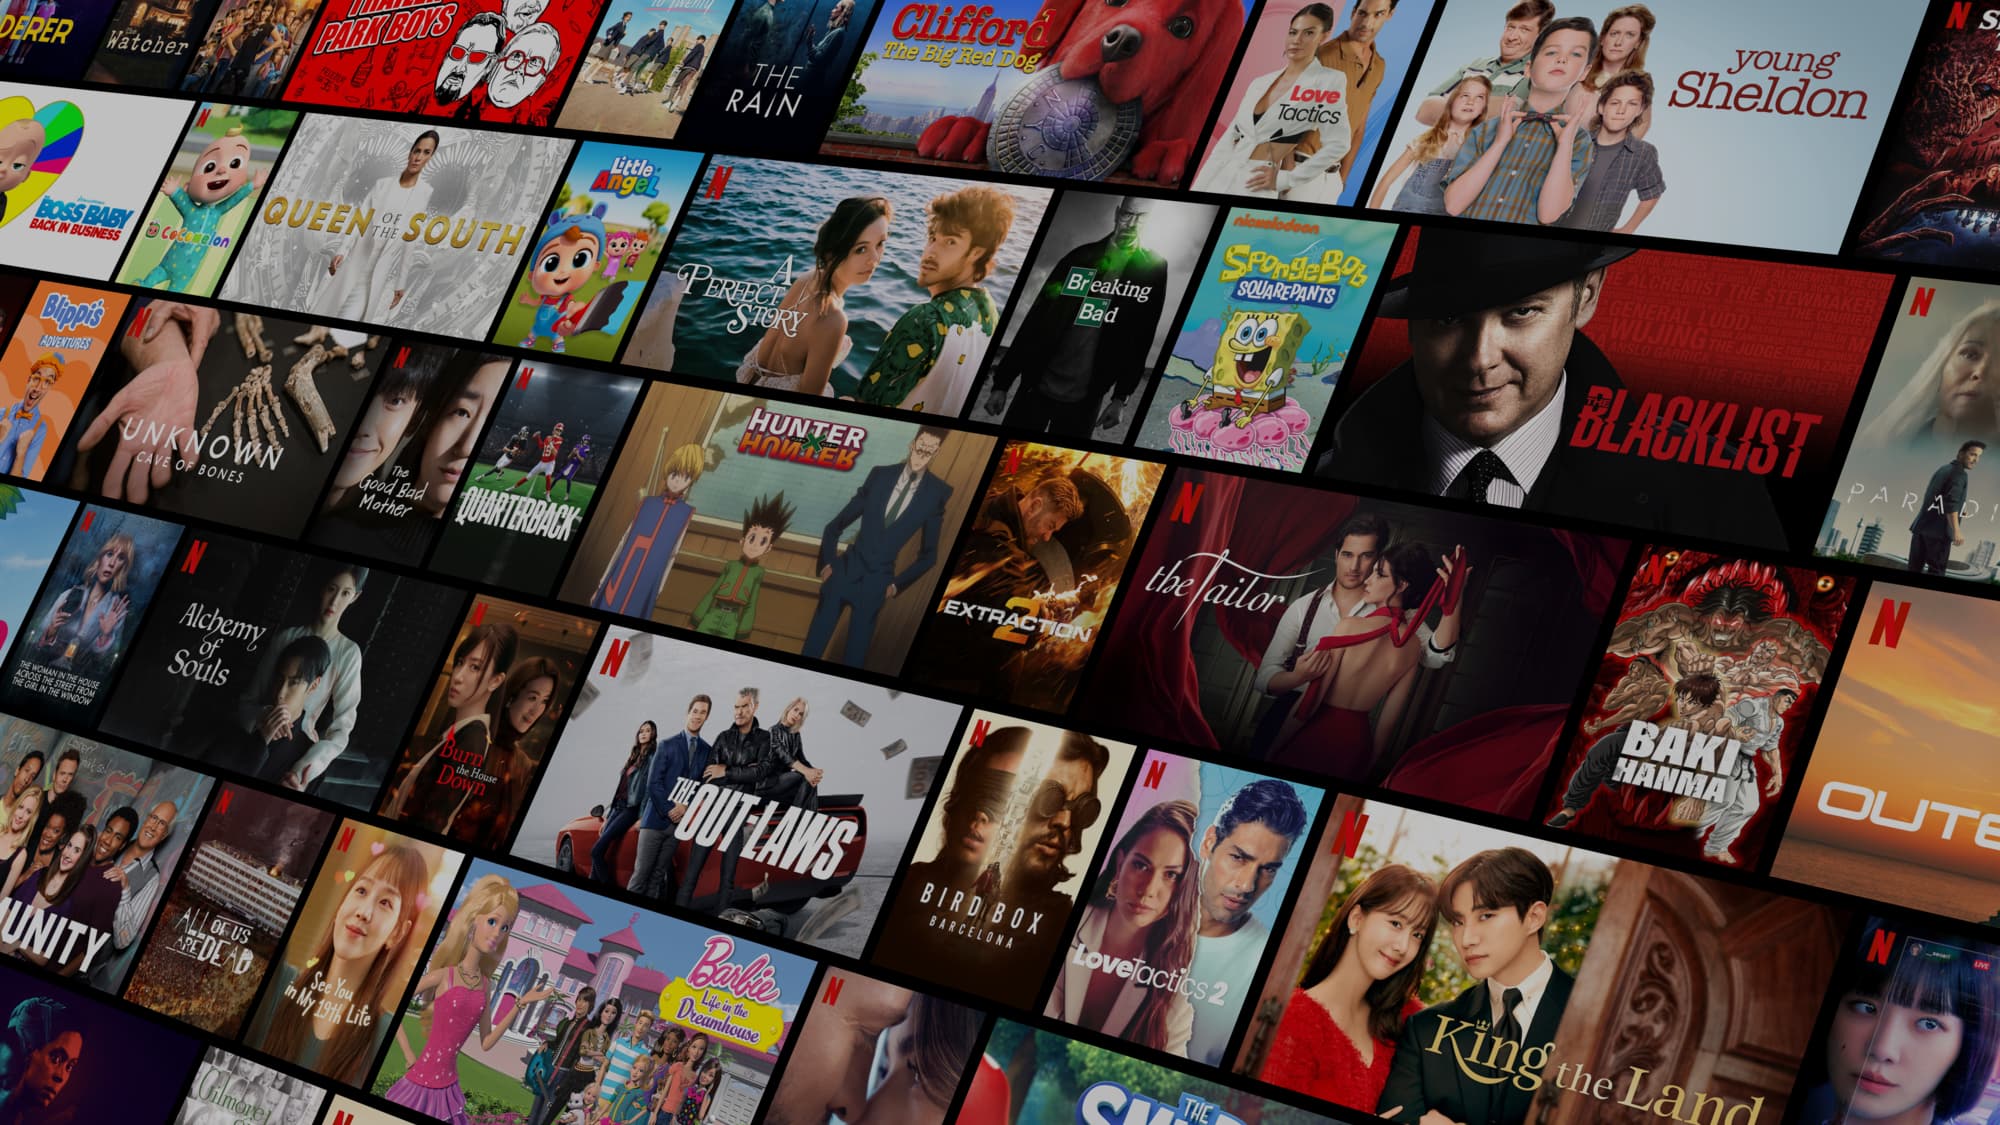 DERER
Watcher
TRAILER
PARK BOYS
THE
RAIN
Clifford
The Big Red Dog
Love
Tactics
young
Sheldon
BOSS BABY
BACK IN BUSINESS
CoComelon
QUEEN OF THE SOUTH
Little
Angel
A
PERFECT
STORY
Breaking
Bad
nickelodeon
SpongeBob
SQUAREPANTS
THE
BLACKLIST
PARADI
Blippi's
ADVENTURES
UNKNOWN
CAVE OF BONES
The
Good Bad
Mother
QUARTERBACK
HUNTER
X
HUNTER
EXTRACTION
2
the Tailor
BAKI
HANMA
OUTE
THE WOMAN IN THE HOUSE
ACROSS THE STREET FROM
THE GIRL IN THE WINDOW
Alchemy
of
Souls
Burn
the House
Down
THE OUT-LAWS
BIRD BOX
BARCELONA
Love Tactics 2
King the Land
LIVE
UNITY
ALL OF US
ARE DEAD
See You
in My 19th Life
Barbie
Life in the
Dreamhouse
Gilmore
THE